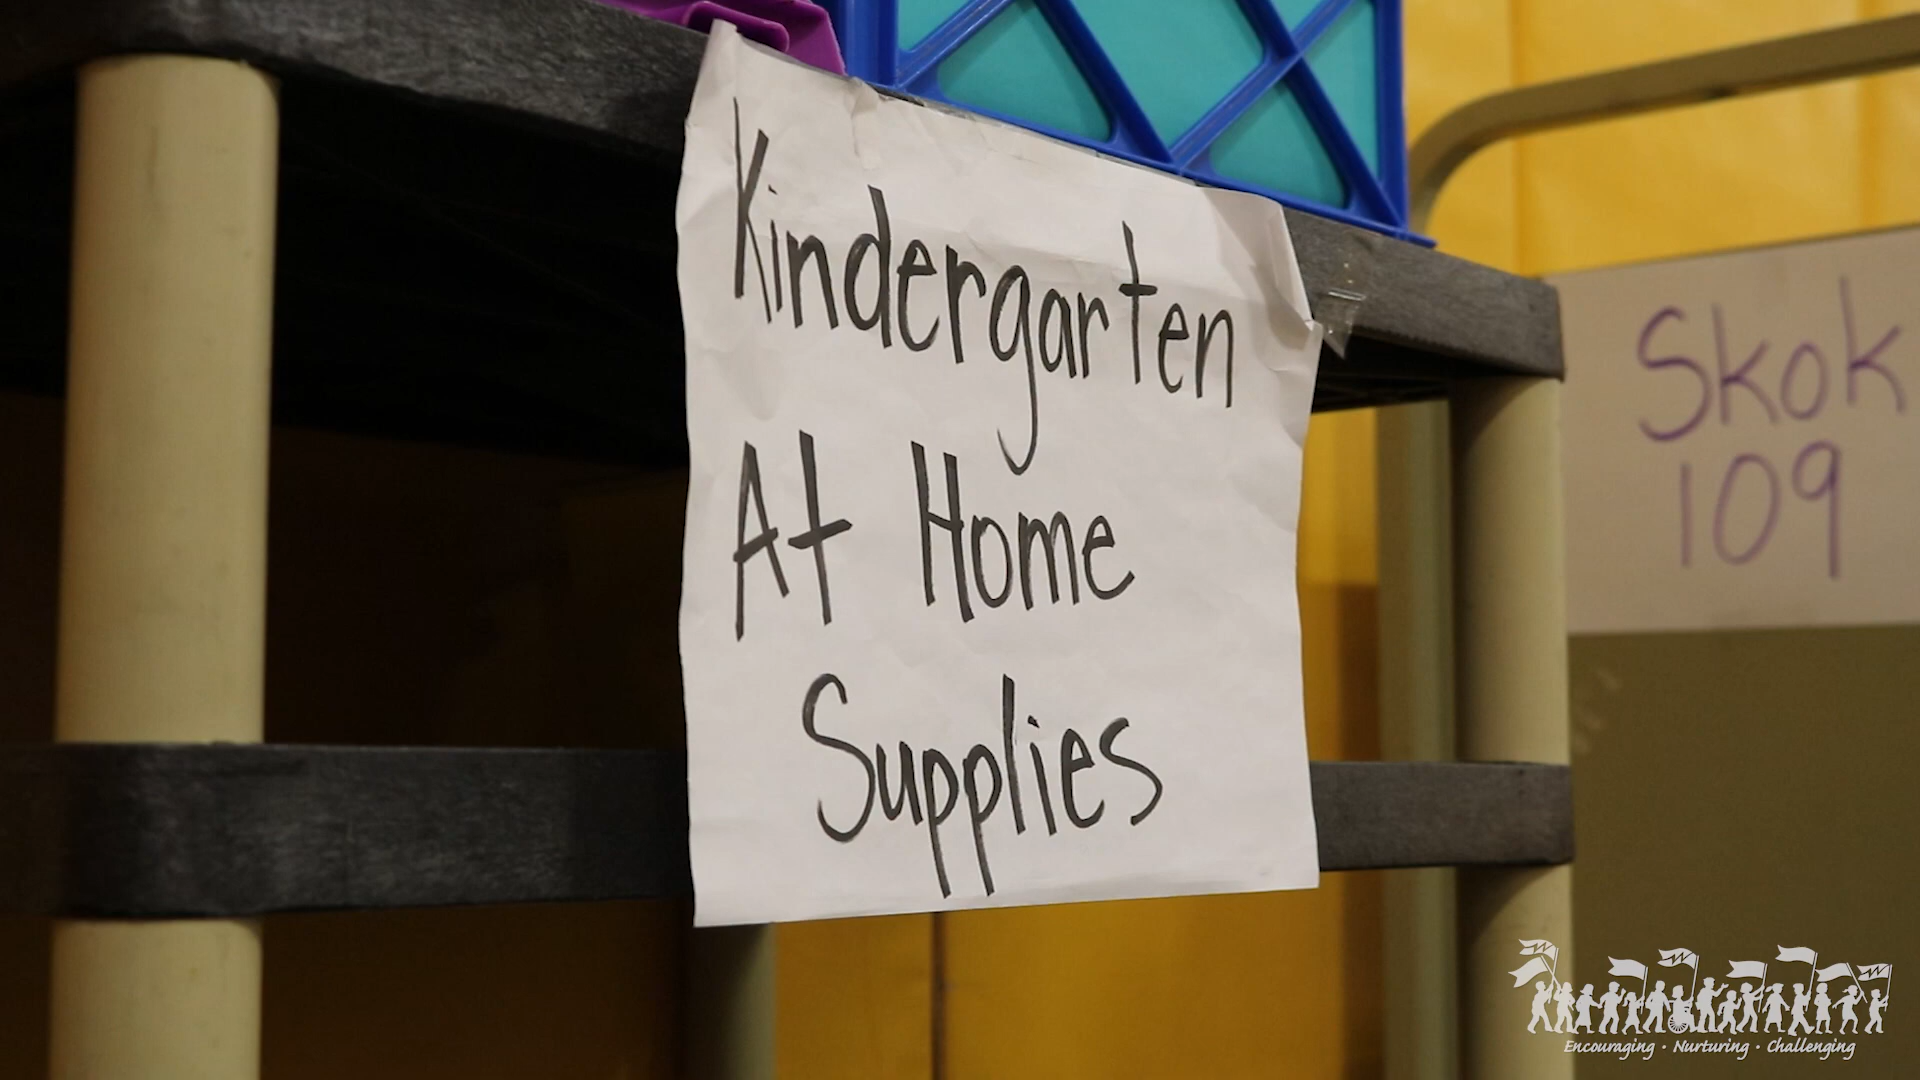 Kindergarten
At Home
Supplies
Skok
109
Encouraging · Nurturing · Challenging